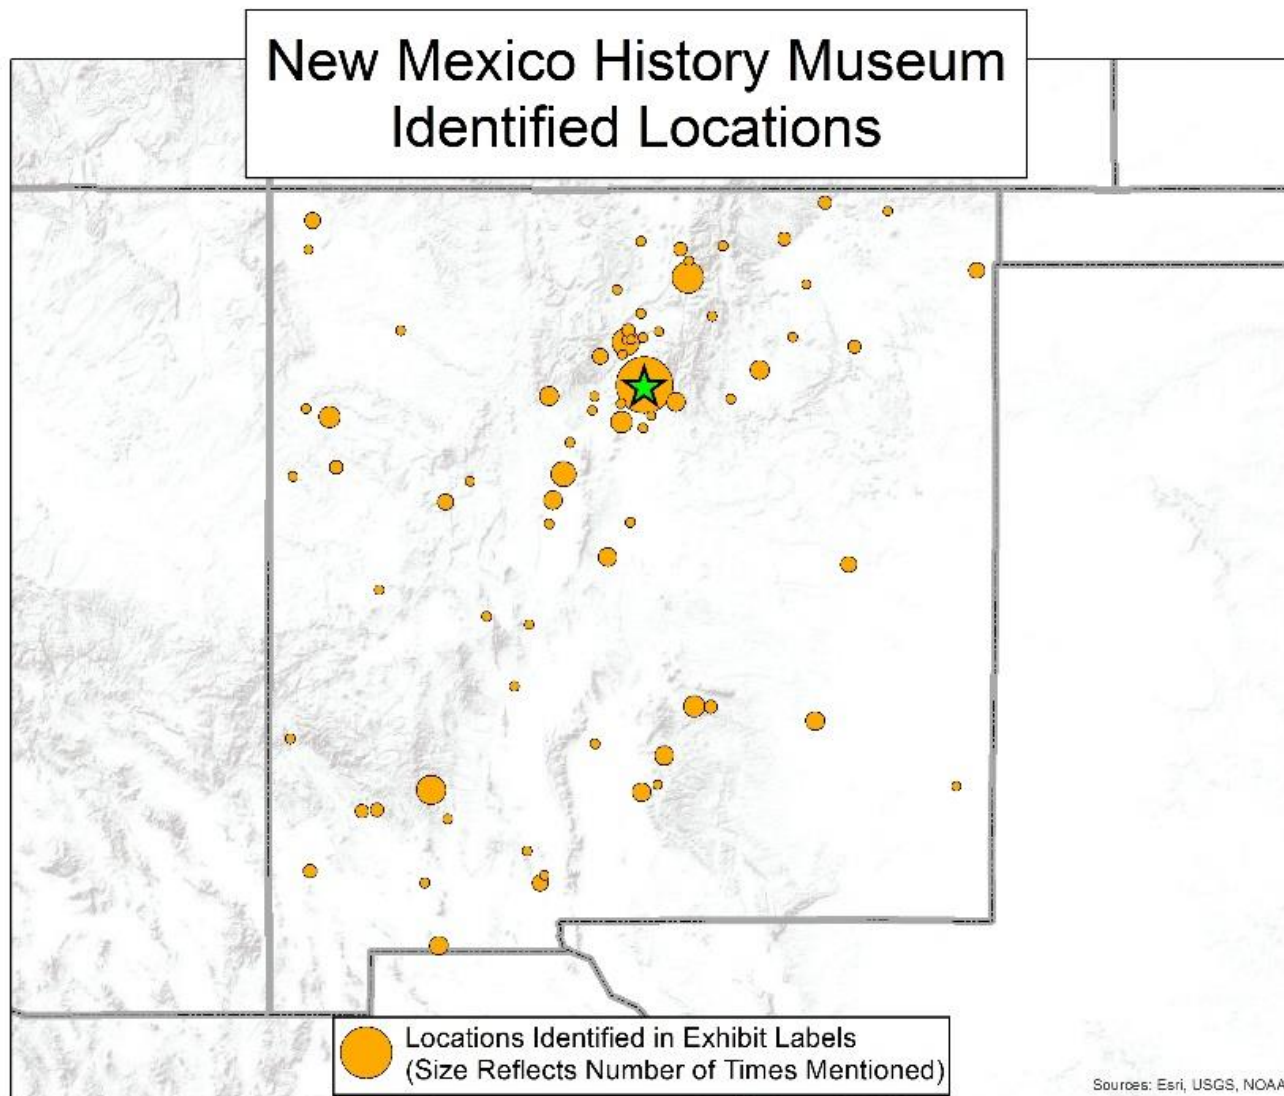 New Mexico History Museum
Identified Locations
Locations Identified in Exhibit Labels
(Size Reflects Number of Times Mentioned)
Sources: Esri, USGS, NOAA